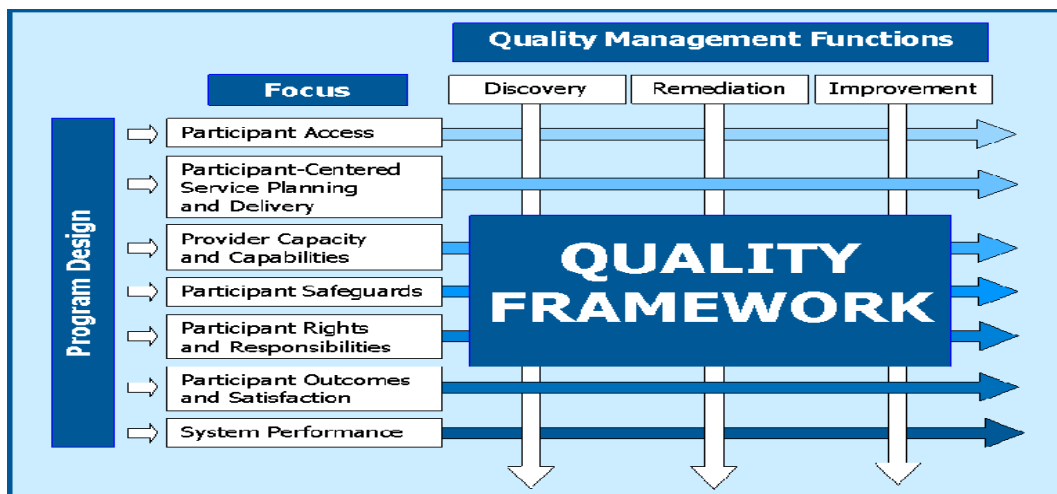 Quality Management Functions
Focus
Discovery
Remediation
Improvement
Program Design
Participant Access
Participant-Centered
Service Planning
and Delivery
Provider Capacity
and Capabilities
Participant Safeguards
Participant Rights
and Responsibilities
Participant Outcomes
and Satisfaction
System Performance
QUALITY
FRAMEWORK